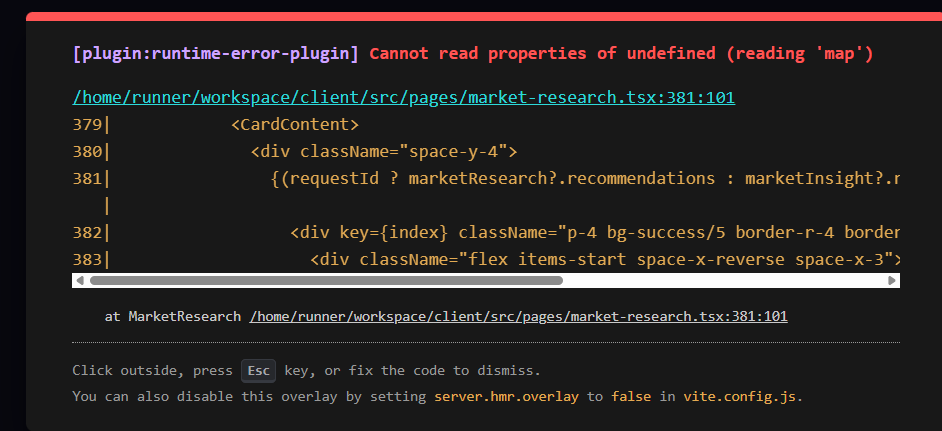 [plugin:runtime-error-plugin] Cannot read properties of undefined (reading 'map')
/home/runner/workspace/client/src/pages/market-research.tsx:381:101
379|            <CardContent>
380|              <div className="space-y-4">
381|                {(requestId ? marketResearch?.recommendations : marketInsight?.r
|
382|                  <div key={index} className="p-4 bg-success/5 border-r-4 border
383|                    <div className="flex items-start space-x-reverse space-x-3">
at MarketResearch /home/runner/workspace/client/src/pages/market-research.tsx:381:101
Click outside, press Esc key, or fix the code to dismiss.
You can also disable this overlay by setting server.hmr.overlay to false in vite.config.js.